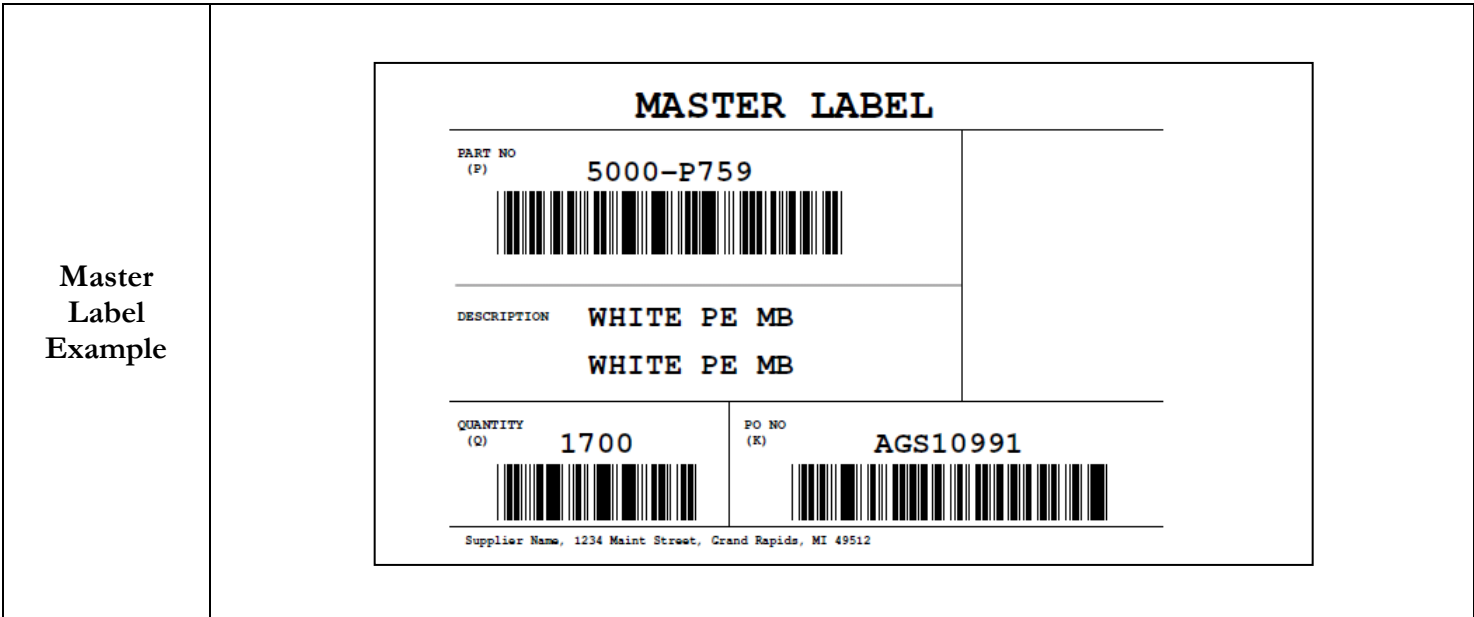 Master
Label
Example
MASTER LABEL
PART NO
(P)
5000-P759
DESCRIPTION
WHITE PE MB
WHITE PE MB
QUANTITY
(Q)
1700
PO NO
(K)
AGS10991
Supplier Name, 1234 Maint Street, Grand Rapids, MI 49512